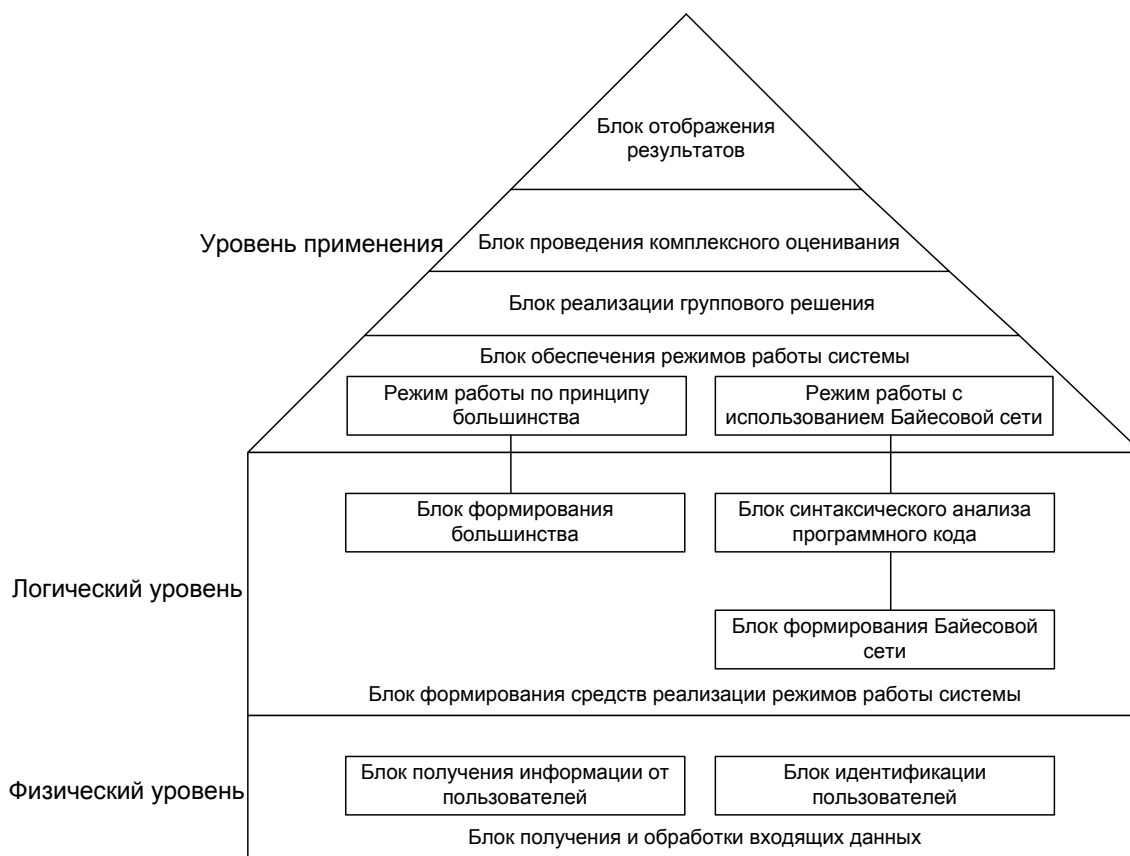 Блок отображения
результатов
Уровень применения
Блок проведения комплексного оценивания
Блок реализации группового решения
Блок обеспечения режимов работы системы
Режим работы по принципу
большинства
Режим работы с
использованием Байесовой сети
Блок формирования
большинства
Блок синтаксического анализа
программного кода
Логический уровень
Блок формирования Байесовой
сети
Блок формирования средств реализации режимов работы системы
Физический уровень
Блок получения информации от
пользователей
Блок идентификации
пользователей
Блок получения и обработки входящих данных